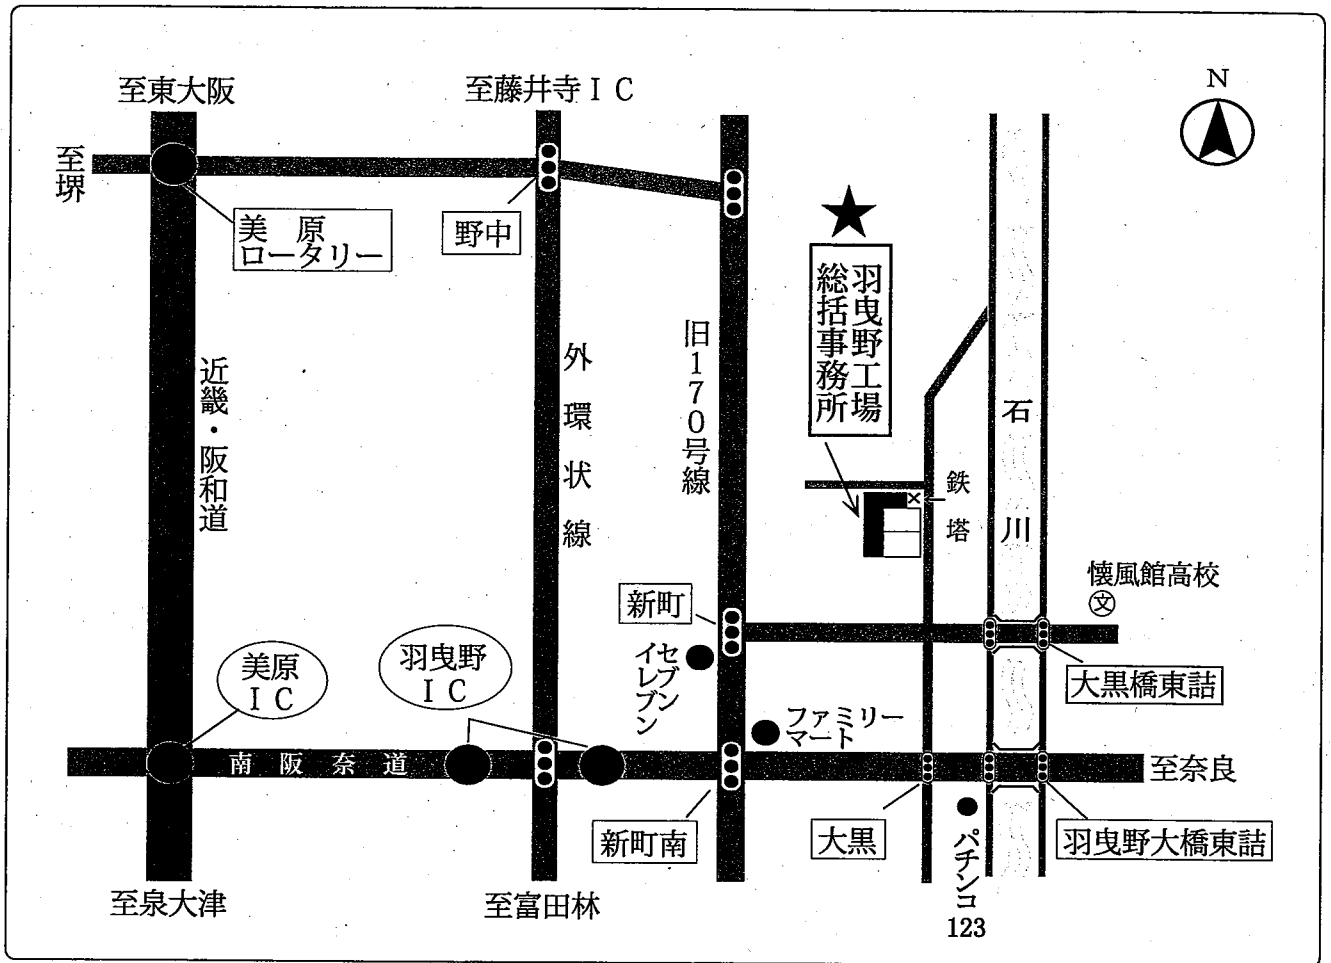 至東大阪
至藤井寺ＩＣ
N
至堺
美　原
ロータリー
野中
羽曳野工場
総括事務所
近畿・阪和道
外環状線
旧１７０号線
石川
鉄塔
懐風館高校
文
新町
セブン
イレブン
大黒橋東詰
美原
ＩＣ
羽曳野
ＩＣ
ファミリー
マート
南阪奈道
至奈良
新町南
大黒
羽曳野大橋東詰
パチンコ
123
至泉大津
至富田林